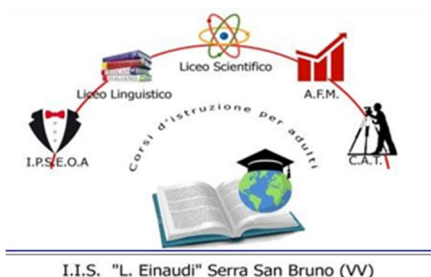 Liceo Scientifico
Liceo Linguistico
A.F.M.
I.P.S.E.O.A
C.A.T.
Corsi d'istruzione per adulti
I.I.S. "L. Einaudi" Serra San Bruno (VV)